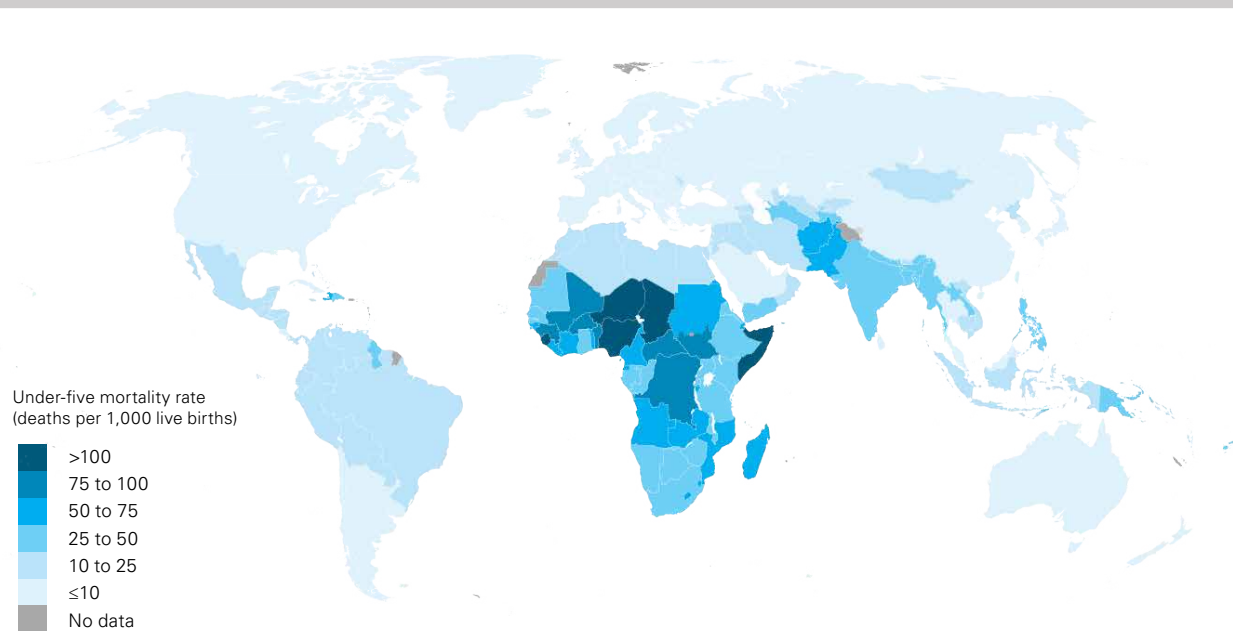 Under-five mortality rate
(deaths per 1,000 live births)
>100
75 to 100
50 to 75
25 to 50
10 to 25
≤10
No data